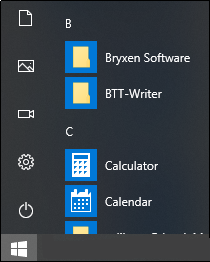 B
Bryxen Software
BTT-Writer
C
Calculator
Calendar